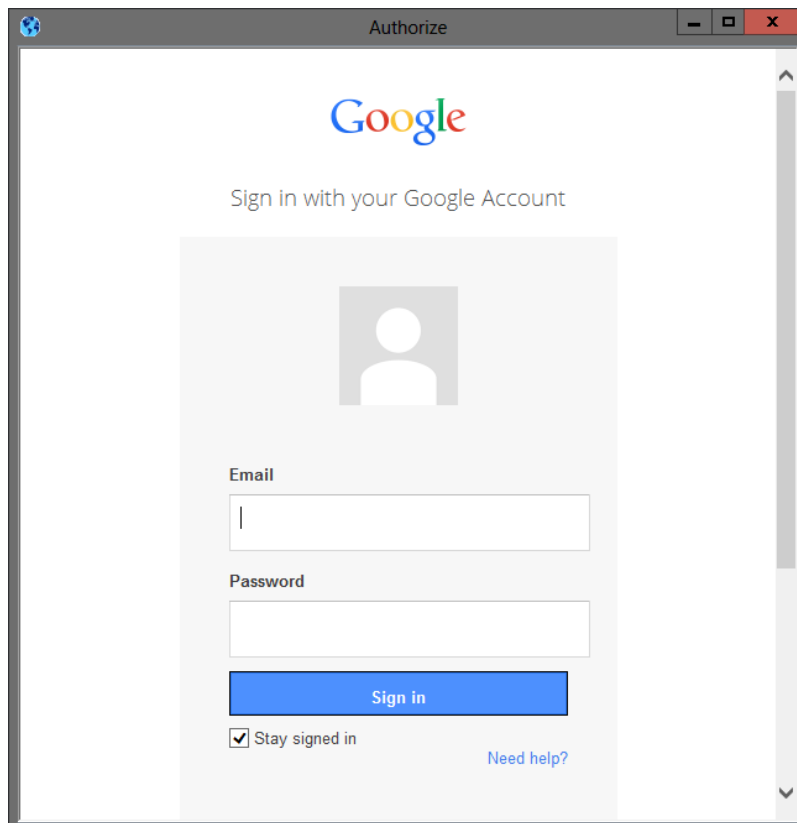 Authorize
Google
Sign in with your Google Account
Email
Password
Sign in
Stay signed in
Need help?